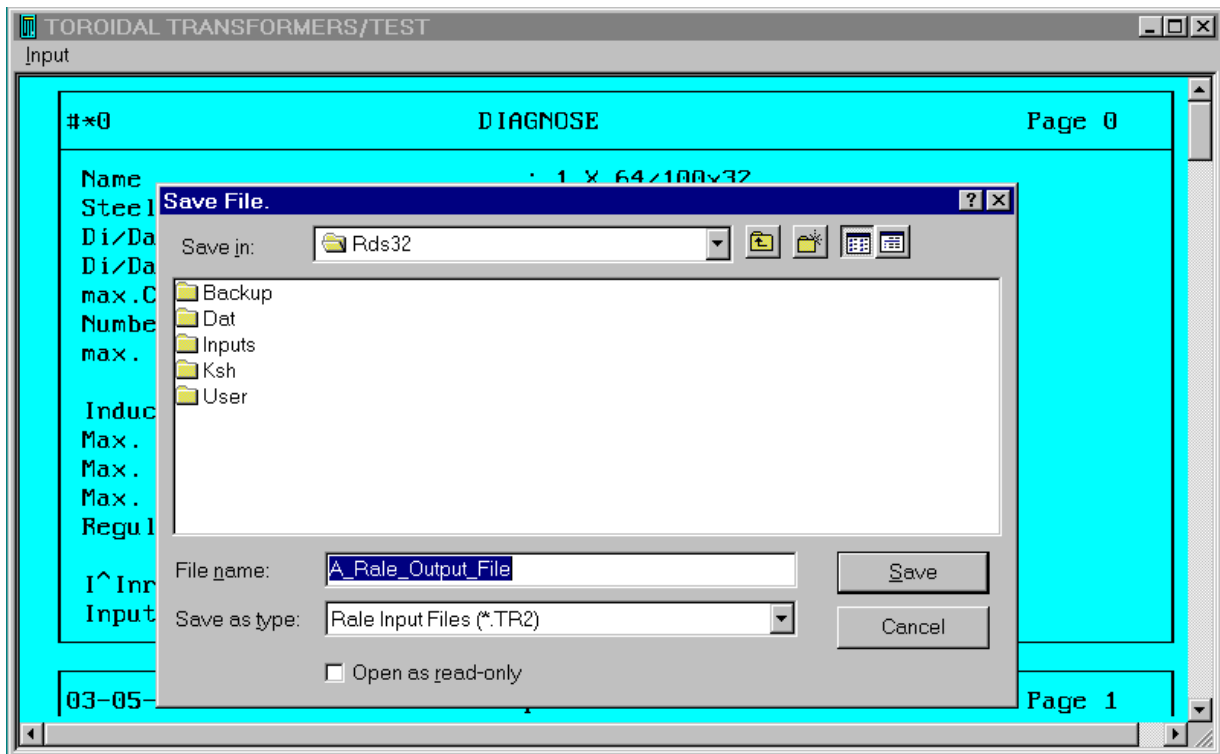 TOROIDAL TRANSFORMERS/TEST
Input
#*0 DIAGNOSE Page 0
Name : 1 X 64/100x32
Steel
Di/Da
Di/Da
max.C
Numbe
max.
Induc
Max.
Max.
Max.
Regul
I^Inr
Input
Save File.
Save in: Rds32
Backup
Dat
Inputs
Ksh
User
File name: A_Rale_Output_File Save
Save as type: Rale Input Files (*.TR2) Cancel
Open as read-only
03-05- Page 1